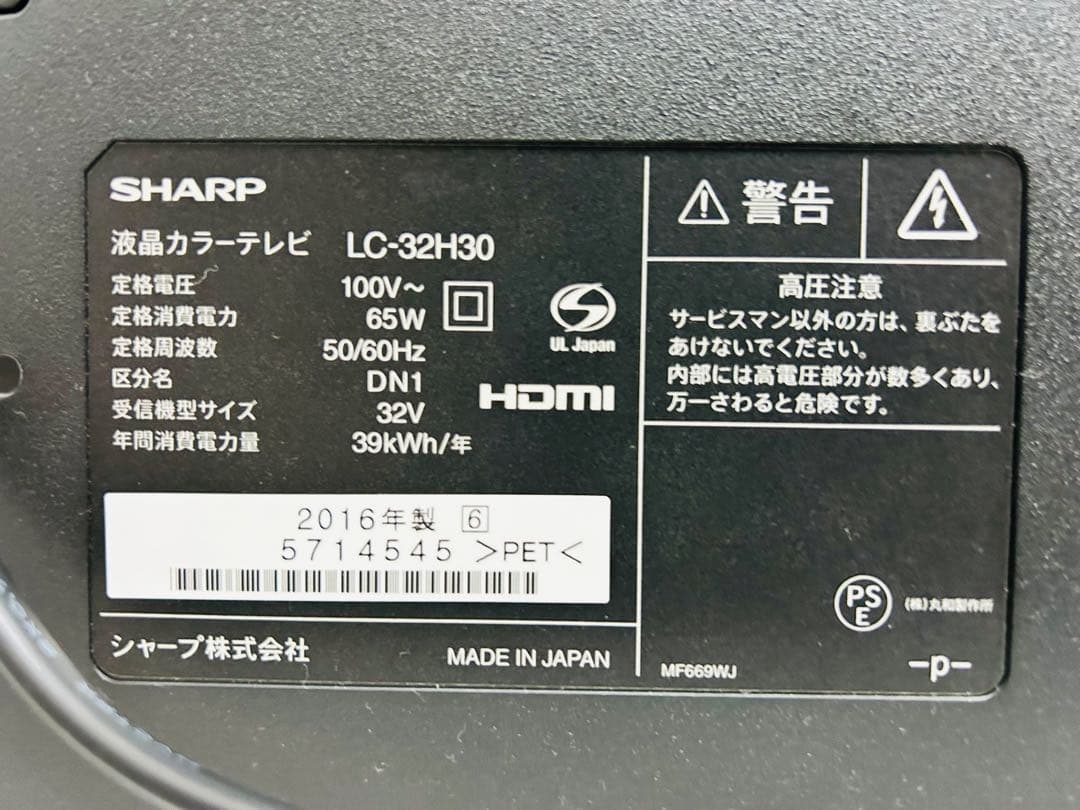 SHARP
液晶カラーテレビ LC-32H30
定格電圧 100V～
定格消費電力 65W
定格周波数 50/60Hz
区分名 DN1
受信機型サイズ 32V
年間消費電力量 39kWh/年
UL Japan
HDMI
2016年製 6
5714545 >PET<
シャープ株式会社 MADE IN JAPAN
警告
高圧注意
サービスマン以外の方は、裏ぶたを
あけないでください。
内部には高電圧部分が数多くあり、
万一さわると危険です。
PS
E
(株)丸和製作所
MF669WJ
-p-